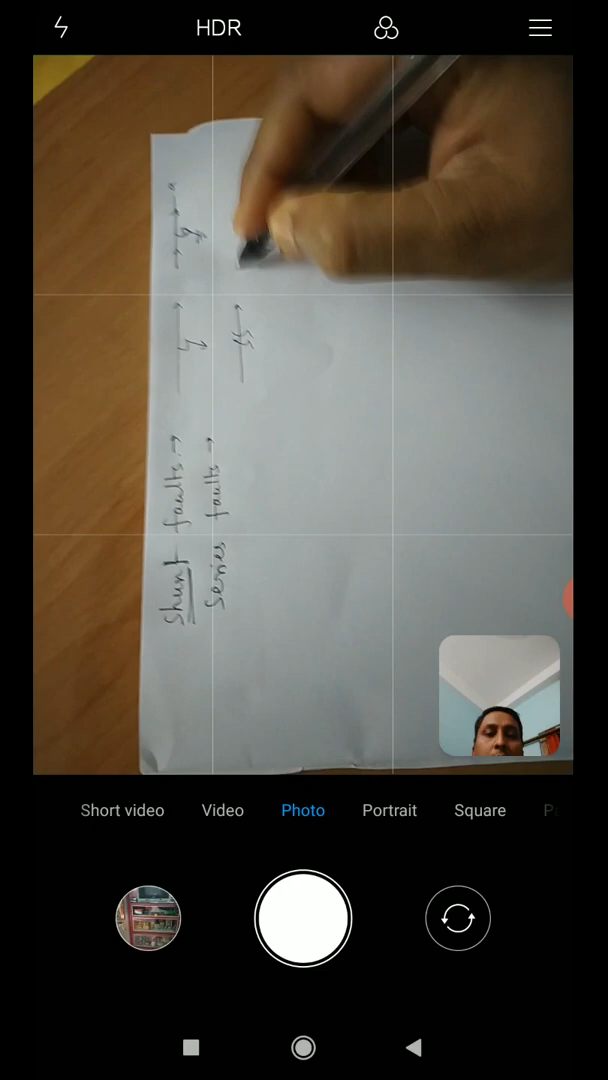 HDR
Shunt faults →
Series faults →
Short video Video Photo Portrait Square